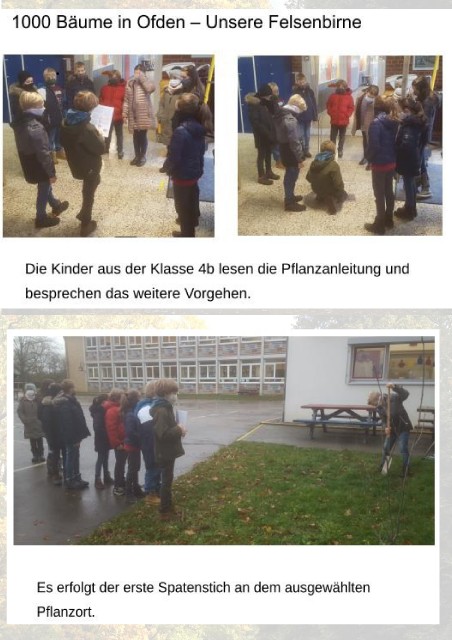 1000 Bäume in Ofden – Unsere Felsenbirne
Die Kinder aus der Klasse 4b lesen die Pflanzanleitung und
besprechen das weitere Vorgehen.
Es erfolgt der erste Spatenstich an dem ausgewählten
Pflanzort.